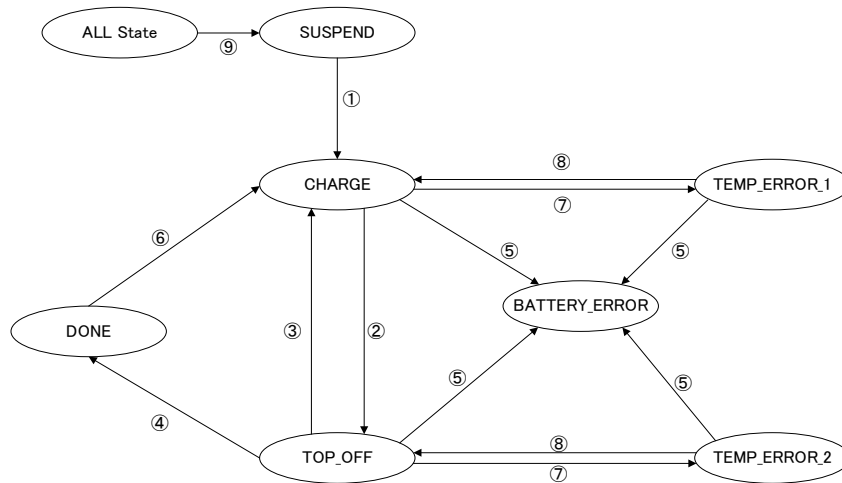 ALL State
⑨
SUSPEND
①
CHARGE
⑧
⑦
TEMP_ERROR_1
⑥
⑤
⑤
BATTERY_ERROR
DONE
③
②
④
⑤
⑤
TOP_OFF
⑧
⑦
TEMP_ERROR_2